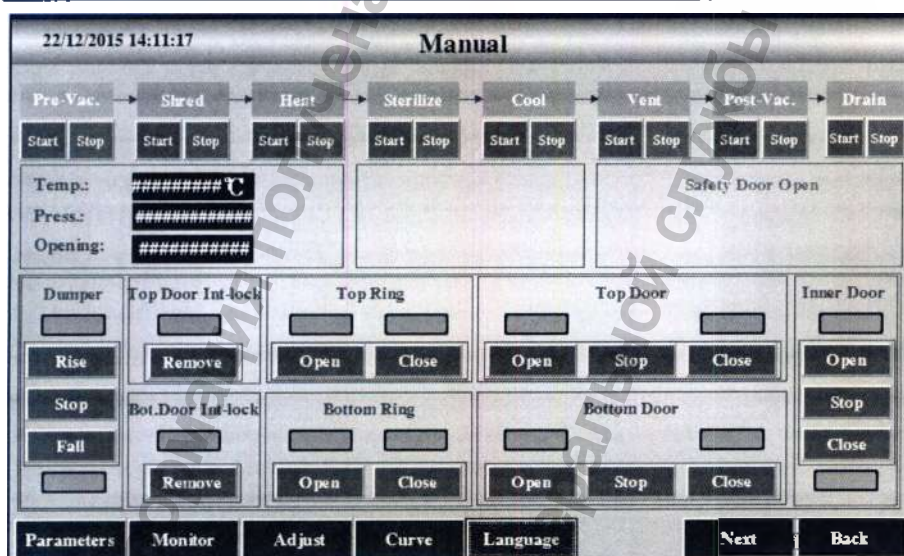 22/12/2015 14:11:17
Manual
Pre-Vac. Shred Heat Sterilize Cool Vent Post-Vac. Drain
Start Stop Start Stop Start Stop Start Stop Start Stop Start Stop Start Stop Start Stop
Temp.: #########℃
Press.: #############
Opening: ###########
Safety Door Open
Dumper Top Door Int-lock Top Ring Top Door Inner Door
Rise Remove Open Close Open Stop Close Open
Stop Bot.Door Int-lock Bottom Ring Bottom Door Stop
Fall Close
Remove Open Close Open Stop Close
Parameters Monitor Adjust Curve Language Next Back